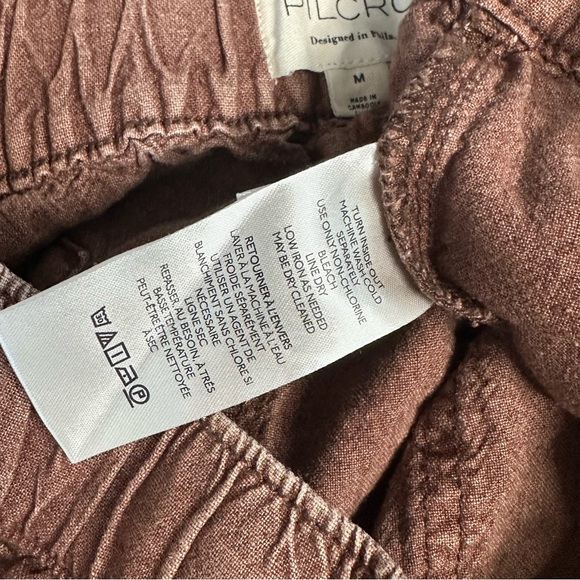 PILCRO
Designed in Phila
M
MADE IN
CAMBODIA
TURN INSIDE OUT
MACHINE WASH COLD
SEPARATELY
USE ONLY NON-CHLORINE
BLEACH
LINE DRY
LOW IRON AS NEEDED
MAY BE DRY CLEANED
RETOURNER À L'ENVERS
LAVER À LA MACHINE À L'EAU
FROIDE SÉPARÉMENT
UTILISER UN AGENT DE
BLANCHIMENT SANS CHLORE SI
NÉCESSAIRE
LIGNE SEC
REPASSER, AU BESOIN, À TRÈS
BASSE TEMPÉRATURE
PEUT-ÊTRE ÊTRE NETTOYÉE
À SEC